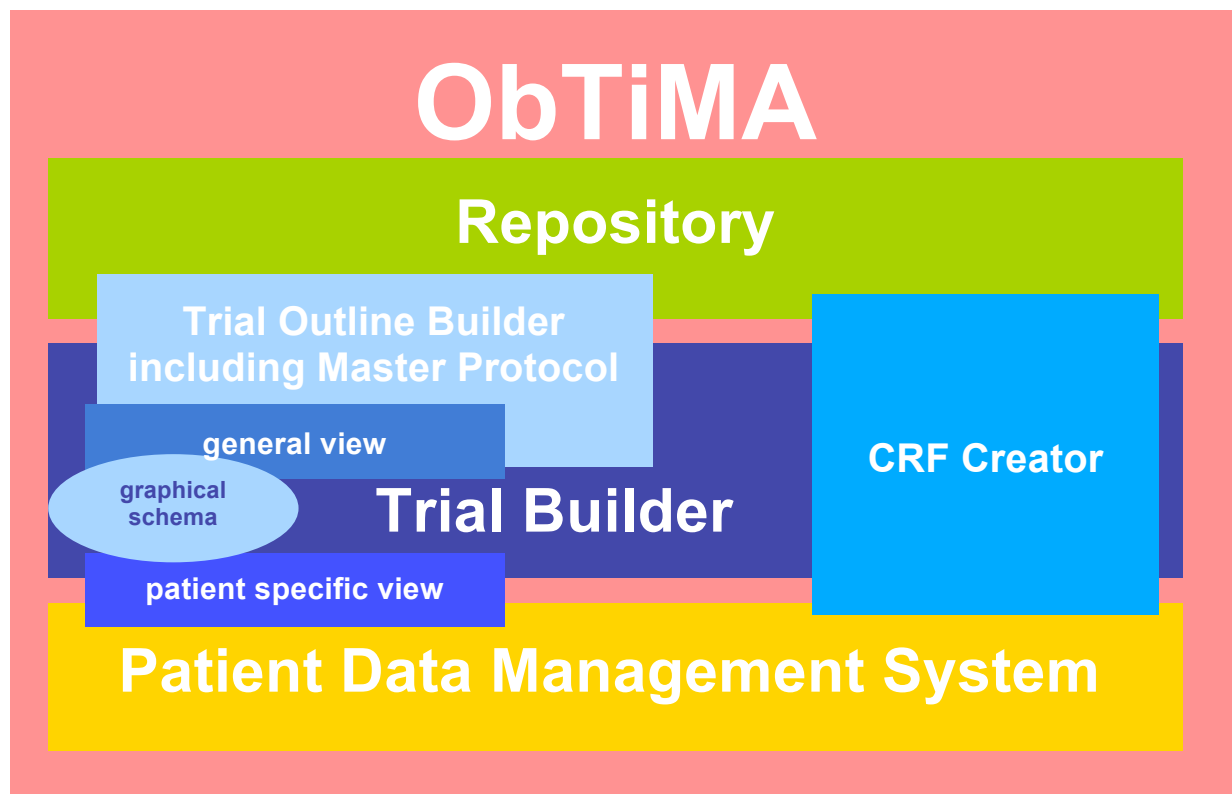 ObTiMA
Repository
Trial Outline Builder
including Master Protocol
general view
CRF Creator
graphical
schema
Trial Builder
patient specific view
Patient Data Management System